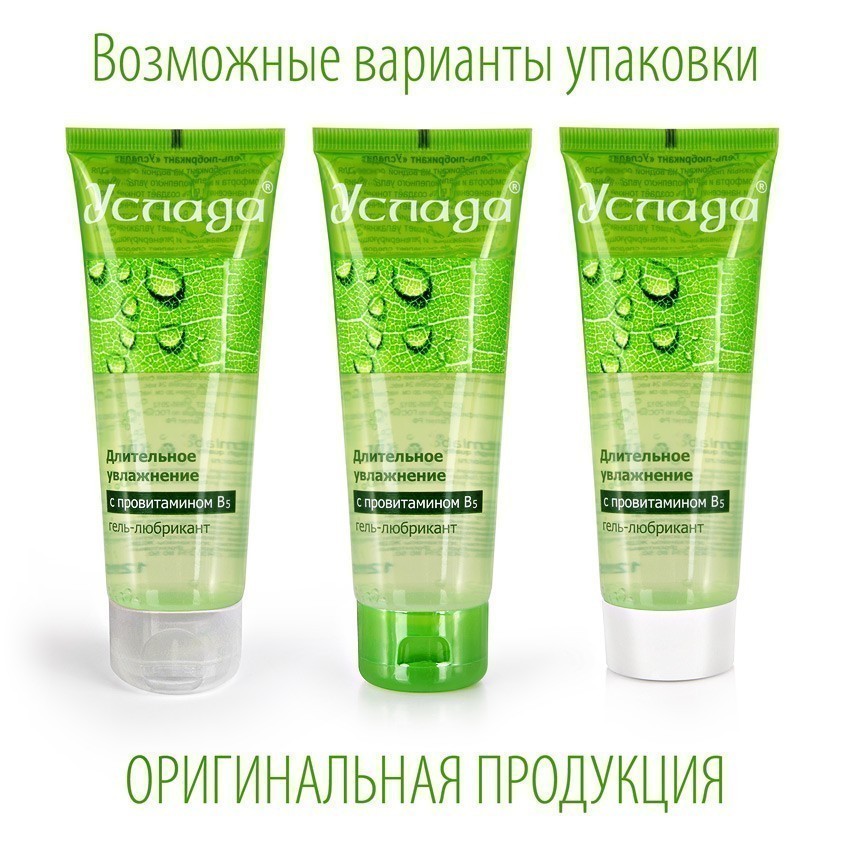 Возможные варианты упаковки
Услада®
Длительное
увлажнение
с провитамином B5
гель-любрикант
Услада®
Длительное
увлажнение
с провитамином B5
гель-любрикант
Услада®
Длительное
увлажнение
с провитамином B5
гель-любрикант
ОРИГИНАЛЬНАЯ ПРОДУКЦИЯ